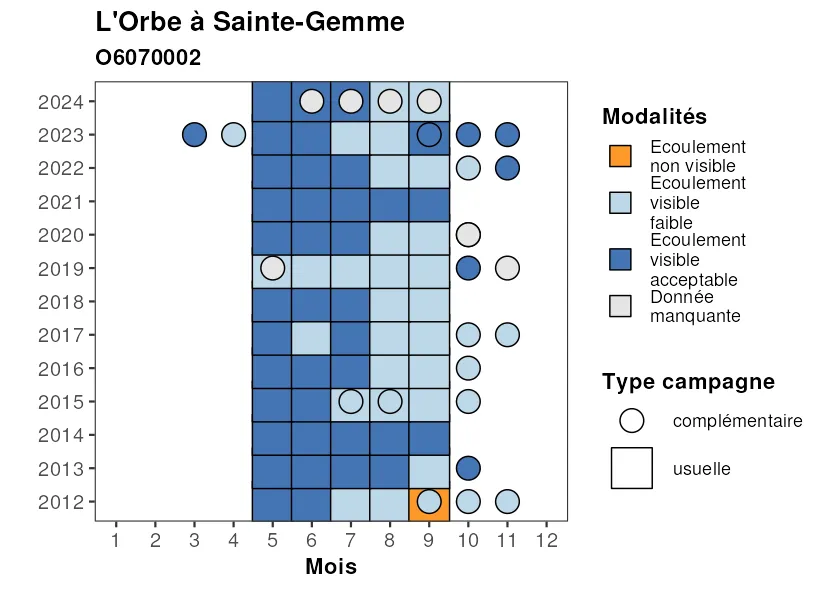 L'Orbe à Sainte-Gemme
O6070002
2024
2023
2022
2021
2020
2019
2018
2017
2016
2015
2014
2013
2012
1 2 3 4 5 6 7 8 9 10 11 12
Mois
Modalités
Ecoulement
non visible
Ecoulement
visible
faible
Ecoulement
visible
acceptable
Donnée
manquante
Type campagne
complémentaire
usuelle